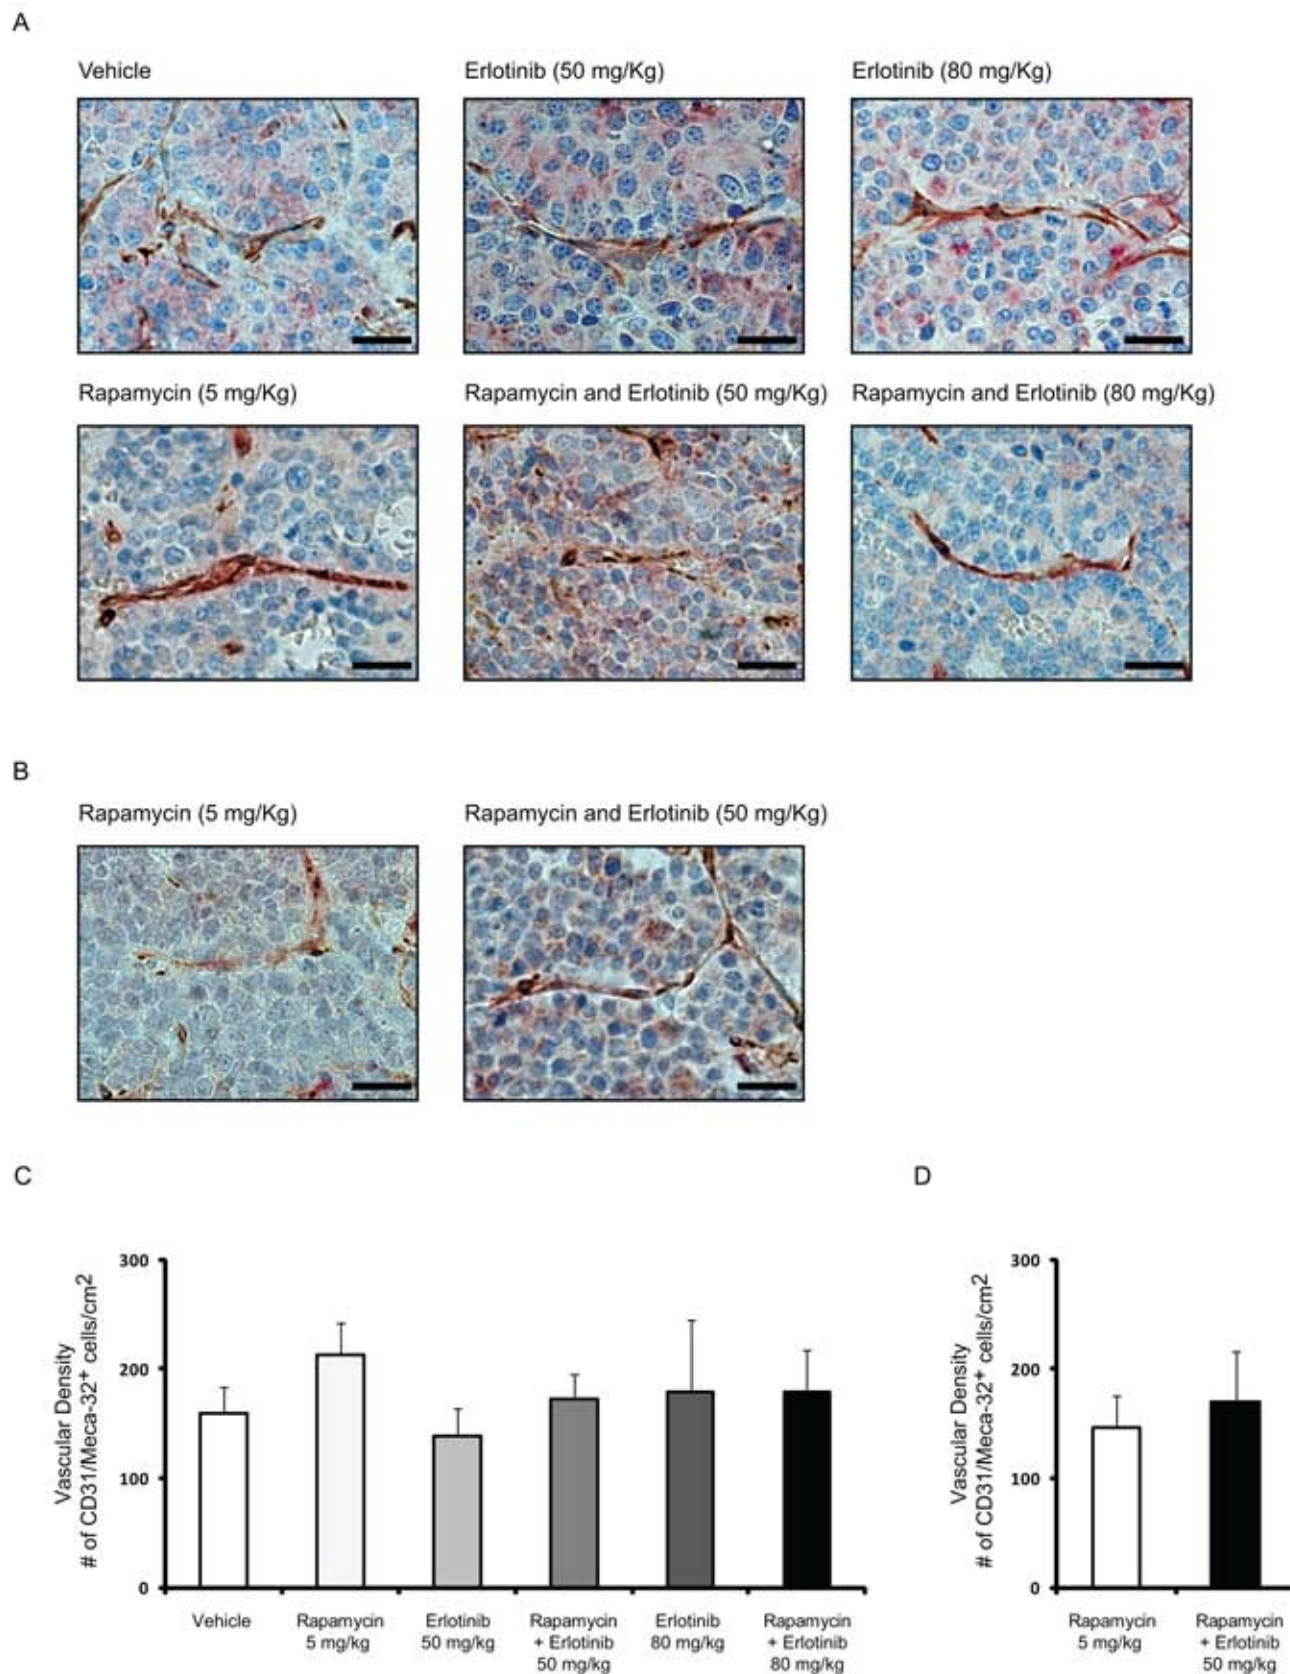 A
Vehicle
Erlotinib (50 mg/Kg)
Erlotinib (80 mg/Kg)
Rapamycin (5 mg/Kg)
Rapamycin and Erlotinib (50 mg/Kg)
Rapamycin and Erlotinib (80 mg/Kg)
B
Rapamycin (5 mg/Kg)
Rapamycin and Erlotinib (50 mg/Kg)
C
Vascular Density
# of CD31/Meca-32⁺ cells/cm²
300
200
100
0
Vehicle
Rapamycin
5 mg/kg
Erlotinib
50 mg/kg
Rapamycin
+ Erlotinib
50 mg/kg
Erlotinib
80 mg/kg
Rapamycin
+ Erlotinib
80 mg/kg
D
Vascular Density
# of CD31/Meca-32⁺ cells/cm²
300
200
100
0
Rapamycin
5 mg/kg
Rapamycin
+ Erlotinib
50 mg/kg